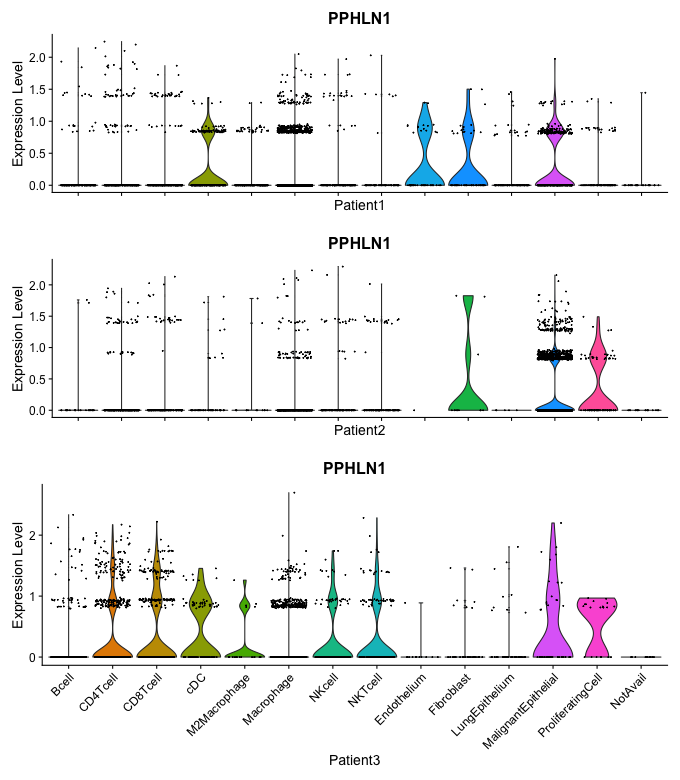 PPHLN1
Expression Level
2.0
1.5
1.0
0.5
0.0
Patient1
PPHLN1
Expression Level
2.0
1.5
1.0
0.5
0.0
Patient2
PPHLN1
Expression Level
2
1
0
Bcell
CD4Tcell
CD8Tcell
cDC
M2Macrophage
Macrophage
NKcell
NKTcell
Endothelium
Fibroblast
LungEpithelium
MalignantEpithelial
ProliferatingCell
NotAvail
Patient3